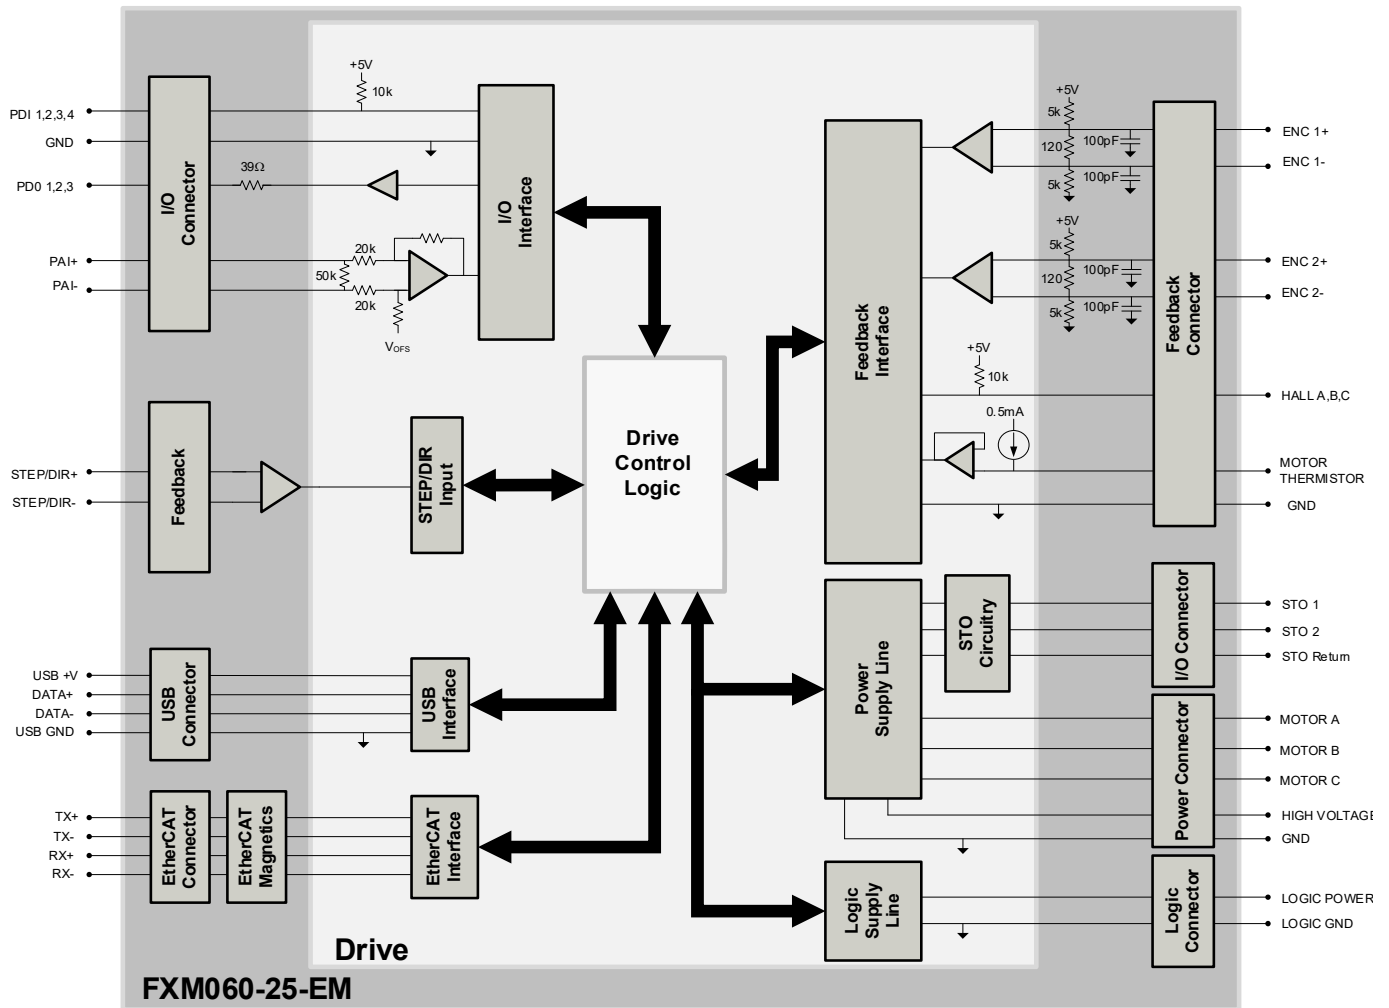 PDI 1,2,3,4
GND
PD0 1,2,3
PAI+
PAI-
I/O
Connector
+5V
10k
39Ω
20k
50k
20k
VOFS
I/O
Interface
STEP/DIR+
STEP/DIR-
Feedback
STEP/DIR
Input
USB +V
DATA+
DATA-
USB GND
USB
Connector
USB
Interface
TX+
TX-
RX+
RX-
EtherCAT
Connector
EtherCAT
Magnetics
EtherCAT
Interface
Drive
Control
Logic
Feedback
Interface
+5V
5k
120
5k
100pF
100pF
+5V
5k
120
5k
100pF
100pF
+5V
10k
0.5mA
Feedback
Connector
ENC 1+
ENC 1-
ENC 2+
ENC 2-
HALL A,B,C
MOTOR
THERMISTOR
GND
Power
Supply Line
STO
Circuitry
I/O Connector
STO 1
STO 2
STO Return
Power Connector
MOTOR A
MOTOR B
MOTOR C
HIGH VOLTAGE
GND
Logic
Supply
Line
Logic
Connector
LOGIC POWER
LOGIC GND
Drive
FXM060-25-EM